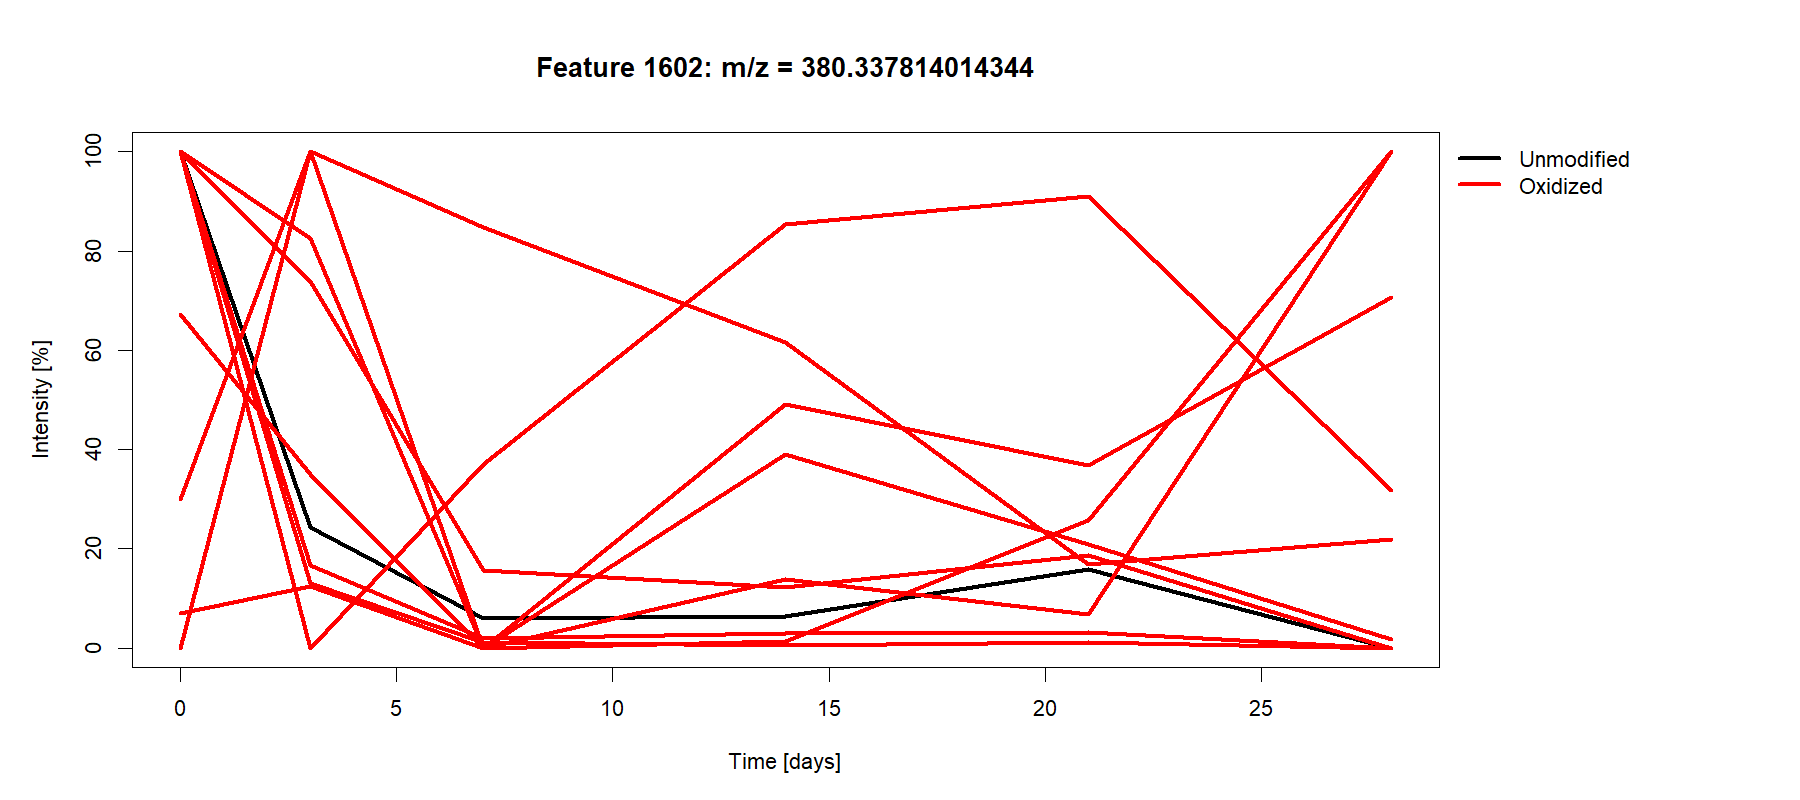 Feature 1602: m/z = 380.337814014344
Unmodified
Oxidized
Intensity [%]
100
80
60
40
20
0
0 5 10 15 20 25
Time [days]